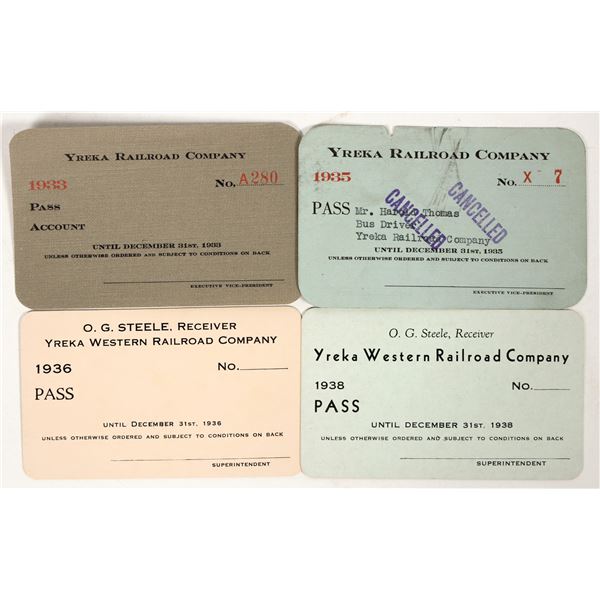 YREKA RAILROAD COMPANY
1933 NO. A280
PASS
ACCOUNT
UNTIL DECEMBER 31ST, 1933
UNLESS OTHERWISE ORDERED AND SUBJECT TO CONDITIONS ON BACK
EXECUTIVE VICE-PRESIDENT
YREKA RAILROAD COMPANY
1935 NO. X - 7
PASS Mr. Harold Thomas
Bus Driver
Yreka Railroad Company
CANCELLED
CANCELLED
UNTIL DECEMBER 31ST, 1935
UNLESS OTHERWISE ORDERED AND SUBJECT TO CONDITIONS ON BACK
EXECUTIVE VICE-PRESIDENT
O. G. STEELE, RECEIVER
YREKA WESTERN RAILROAD COMPANY
1936 NO.
PASS
UNTIL DECEMBER 31ST, 1936
UNLESS OTHERWISE ORDERED AND SUBJECT TO CONDITIONS ON BACK
SUPERINTENDENT
O. G. Steele, Receiver
Yreka Western Railroad Company
1938 NO.
PASS
UNTIL DECEMBER 31ST, 1938
UNLESS OTHERWISE ORDERED AND SUBJECT TO CONDITIONS ON BACK
SUPERINTENDENT